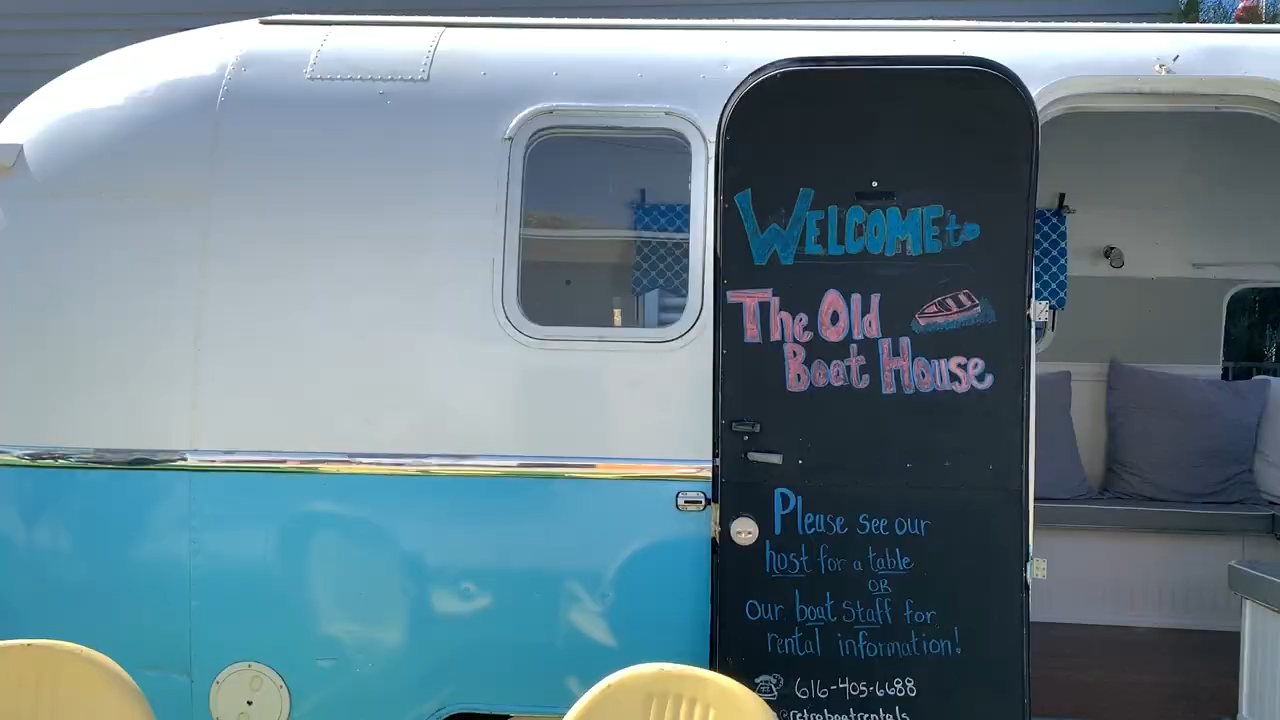 WELCOME to
The Old
Boat House
Please see our
host for a table
OR
our boat Staff for
rental information!
616-405-6688
@retroboatrentals